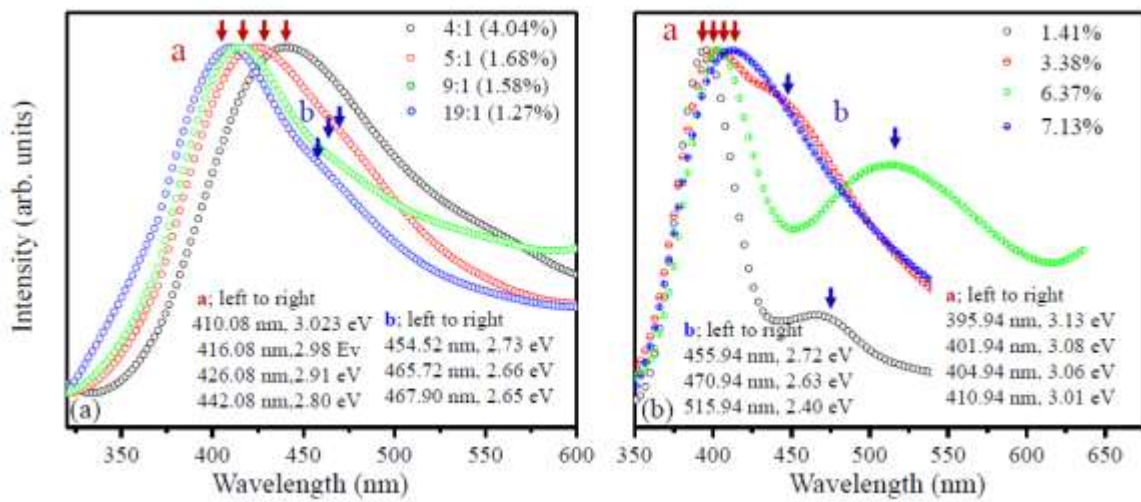 Intensity (arb. units)
a
4:1 (4.04%)
5:1 (1.68%)
9:1 (1.58%)
19:1 (1.27%)
b
a; left to right
410.08 nm, 3.023 eV
416.08 nm,2.98 Ev
426.08 nm,2.91 eV
442.08 nm,2.80 eV
b; left to right
454.52 nm, 2.73 eV
465.72 nm, 2.66 eV
467.90 nm, 2.65 eV
(a)
350 400 450 500 550 600
Wavelength (nm)
a
1.41%
3.38%
6.37%
7.13%
b
b; left to right
455.94 nm, 2.72 eV
470.94 nm, 2.63 eV
515.94 nm, 2.40 eV
a; left to right
395.94 nm, 3.13 eV
401.94 nm, 3.08 eV
404.94 nm, 3.06 eV
410.94 nm, 3.01 eV
(b)
350 400 450 500 550 600 650
Wavelength (nm)